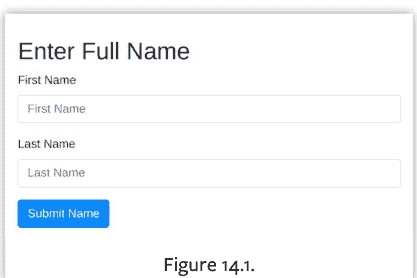 Enter Full Name
First Name
First Name
Last Name
Last Name
Submit Name
Figure 14.1.